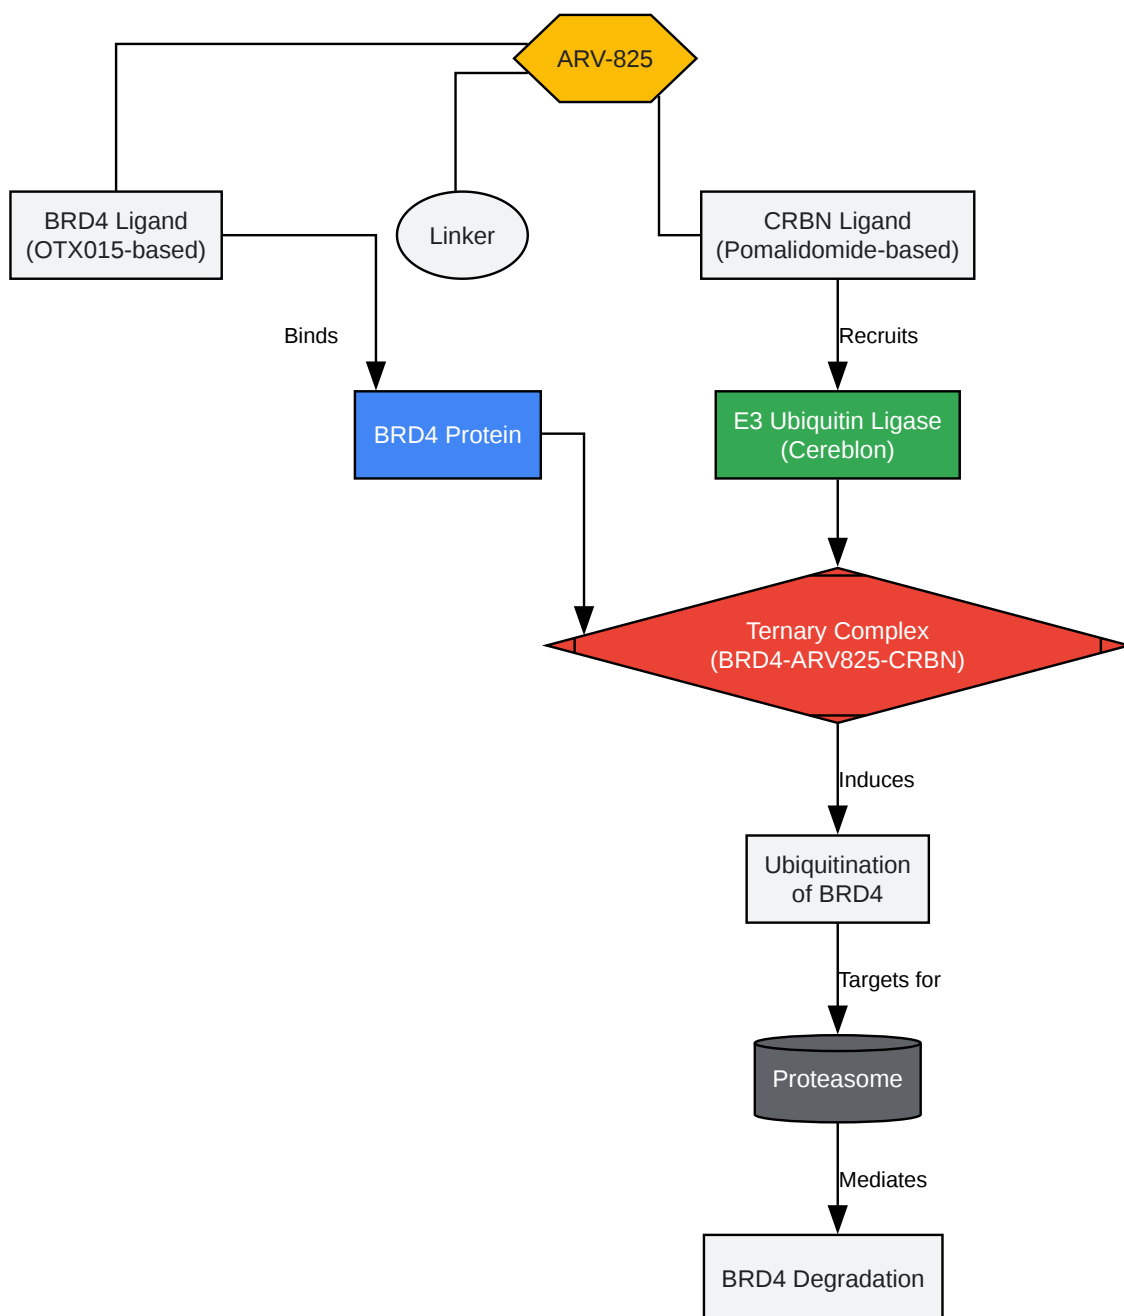 ARV-825
BRD4 Ligand
(OTX015-based)
Linker
CRBN Ligand
(Pomalidomide-based)
Binds
Recruits
BRD4 Protein
E3 Ubiquitin Ligase
(Cereblon)
Ternary Complex
(BRD4-ARV825-CRBN)
Induces
Ubiquitination
of BRD4
Targets for
Proteasome
Mediates
BRD4 Degradation